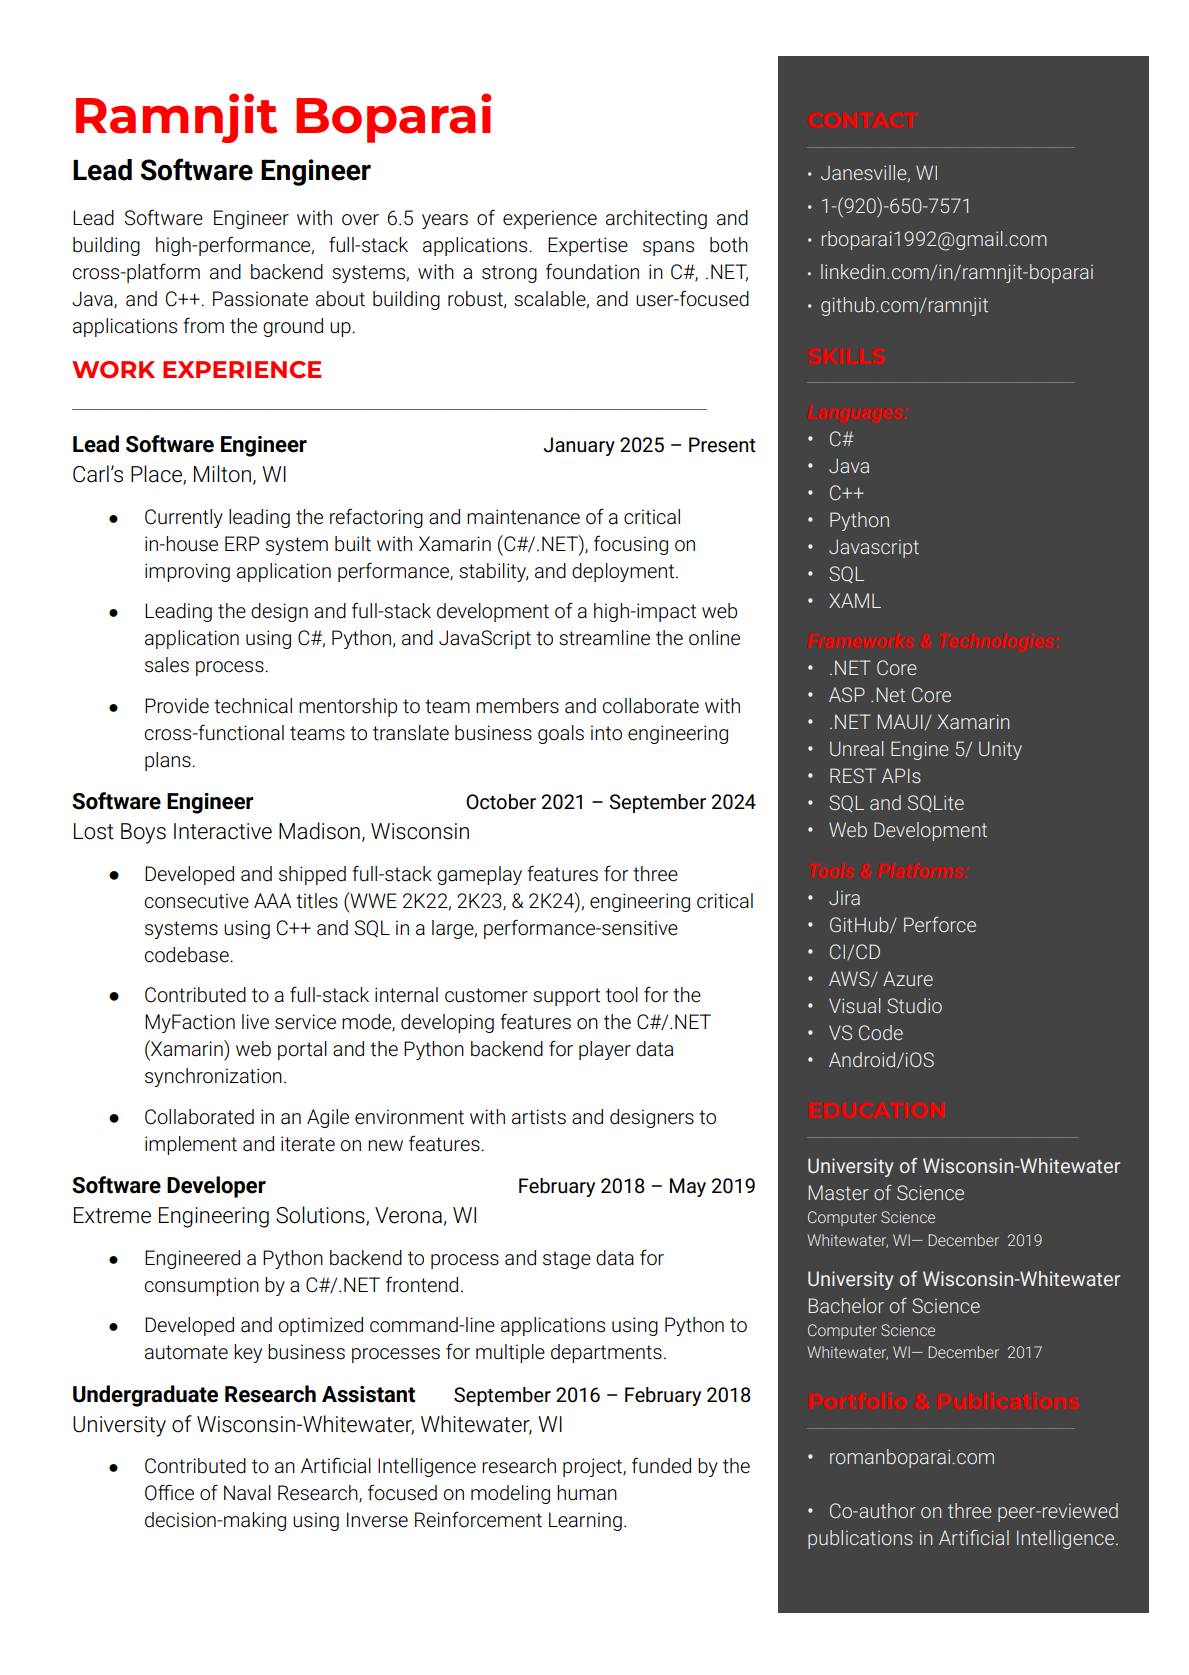 Ramnjit Boparai
Lead Software Engineer
Lead Software Engineer with over 6.5 years of experience architecting and
building high-performance, full-stack applications. Expertise spans both
cross-platform and backend systems, with a strong foundation in C#, .NET,
Java, and C++. Passionate about building robust, scalable, and user-focused
applications from the ground up.
WORK EXPERIENCE
Lead Software Engineer January 2025 – Present
Carl's Place, Milton, WI
● Currently leading the refactoring and maintenance of a critical
in-house ERP system built with Xamarin (C#/.NET), focusing on
improving application performance, stability, and deployment.
● Leading the design and full-stack development of a high-impact web
application using C#, Python, and JavaScript to streamline the online
sales process.
● Provide technical mentorship to team members and collaborate with
cross-functional teams to translate business goals into engineering
plans.
Software Engineer October 2021 – September 2024
Lost Boys Interactive Madison, Wisconsin
● Developed and shipped full-stack gameplay features for three
consecutive AAA titles (WWE 2K22, 2K23, & 2K24), engineering critical
systems using C++ and SQL in a large, performance-sensitive
codebase.
● Contributed to a full-stack internal customer support tool for the
MyFaction live service mode, developing features on the C#/.NET
(Xamarin) web portal and the Python backend for player data
synchronization.
● Collaborated in an Agile environment with artists and designers to
implement and iterate on new features.
Software Developer February 2018 – May 2019
Extreme Engineering Solutions, Verona, WI
● Engineered a Python backend to process and stage data for
consumption by a C#/.NET frontend.
● Developed and optimized command-line applications using Python to
automate key business processes for multiple departments.
Undergraduate Research Assistant September 2016 – February 2018
University of Wisconsin-Whitewater, Whitewater, WI
● Contributed to an Artificial Intelligence research project, funded by the
Office of Naval Research, focused on modeling human
decision-making using Inverse Reinforcement Learning.
CONTACT
• Janesville, WI
• 1-(920)-650-7571
• rboparai1992@gmail.com
• linkedin.com/in/ramnjit-boparai
• github.com/ramnjit
SKILLS
Languages:
• C#
• Java
• C++
• Python
• Javascript
• SQL
• XAML
Frameworks & Technologies:
• .NET Core
• ASP .Net Core
• .NET MAUI/ Xamarin
• Unreal Engine 5/ Unity
• REST APIs
• SQL and SQLite
• Web Development
Tools & Platforms:
• Jira
• GitHub/ Perforce
• CI/CD
• AWS/ Azure
• Visual Studio
• VS Code
• Android/iOS
EDUCATION
University of Wisconsin-Whitewater
Master of Science
Computer Science
Whitewater, WI— December 2019
University of Wisconsin-Whitewater
Bachelor of Science
Computer Science
Whitewater, WI— December 2017
Portfolio & Publications
• romanboparai.com
• Co-author on three peer-reviewed
publications in Artificial Intelligence.